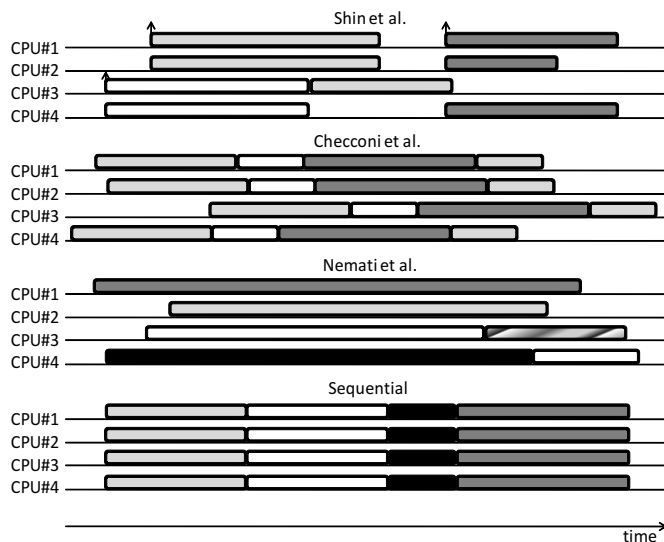 Shin et al.
CPU#1
CPU#2
CPU#3
CPU#4
Checconi et al.
CPU#1
CPU#2
CPU#3
CPU#4
Nemati et al.
CPU#1
CPU#2
CPU#3
CPU#4
Sequential
CPU#1
CPU#2
CPU#3
CPU#4
time